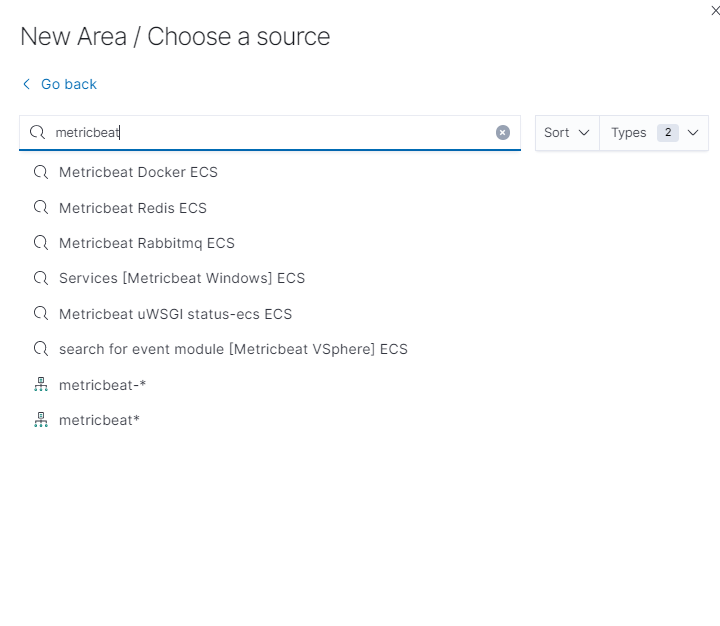 New Area / Choose a source
Go back
metricbeat
Sort
Types 2
Metricbeat Docker ECS
Metricbeat Redis ECS
Metricbeat Rabbitmq ECS
Services [Metricbeat Windows] ECS
Metricbeat uWSGI status-ecs ECS
search for event module [Metricbeat VSphere] ECS
metricbeat-*
metricbeat*